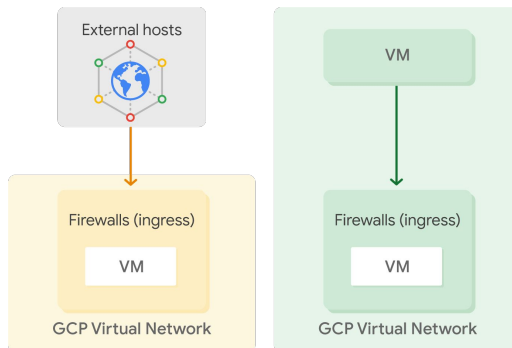 External hosts
Firewalls (ingress)
VM
GCP Virtual Network
VM
Firewalls (ingress)
VM
GCP Virtual Network